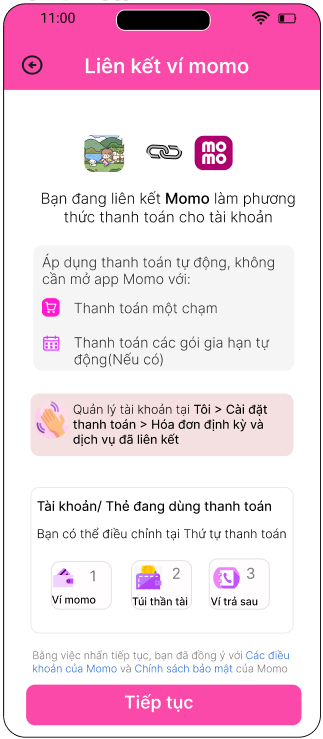 11:00
Liên kết ví momo
mo
mo
Bạn đang liên kết Momo làm phương
thức thanh toán cho tài khoản
Áp dụng thanh toán tự động, không
cần mở app Momo với:
Thanh toán một chạm
Thanh toán các gói gia hạn tự
động(Nếu có)
Quản lý tài khoản tại Tôi > Cài đặt
thanh toán > Hóa đơn định kỳ và
dịch vụ đã liên kết
Tài khoản/ Thẻ đang dùng thanh toán
Bạn có thể điều chỉnh tại Thứ tự thanh toán
1
Ví momo
2
Túi thần tài
3
Ví trả sau
Bằng việc nhấn tiếp tục, bạn đã đồng ý với Các điều
khoản của Momo và Chính sách bảo mật của Momo
Tiếp tục